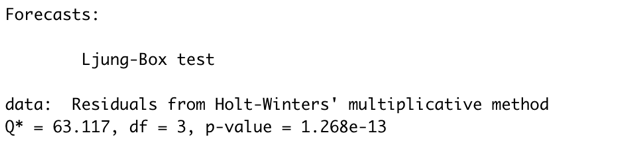 Forecasts:
Ljung-Box test
data:  Residuals from Holt-Winters' multiplicative method
Q* = 63.117, df = 3, p-value = 1.268e-13